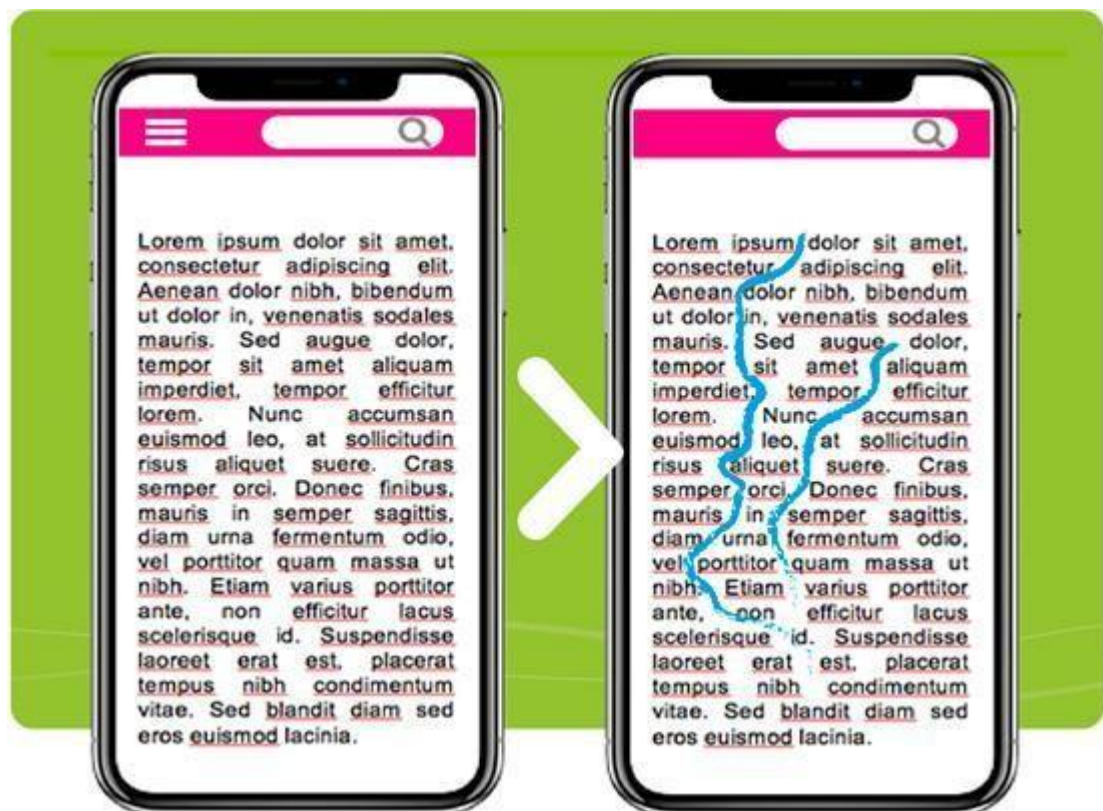 Lorem ipsum dolor sit amet,
consectetur adipiscing elit.
Aenean dolor nibh, bibendum
ut dolor in, venenatis sodales
mauris. Sed augue dolor,
tempor sit amet aliquam
imperdiet, tempor efficitur
lorem. Nunc accumsan
euismod leo, at sollicitudin
risus aliquet suere. Cras
semper orci. Donec finibus,
mauris in semper sagittis,
diam urna fermentum odio,
vel porttitor quam massa ut
nibh. Etiam varius porttitor
ante, non efficitur lacus
scelerisque id. Suspendisse
laoreet erat est, placerat
tempus nibh condimentum
vitae. Sed blandit diam sed
eros euismod lacinia.
Lorem ipsum dolor sit amet,
consectetur adipiscing elit.
Aenean dolor nibh, bibendum
ut dolor in, venenatis sodales
mauris. Sed augue dolor,
tempor sit amet aliquam
imperdiet, tempor efficitur
lorem. Nunc accumsan
euismod leo, at sollicitudin
risus aliquet suere. Cras
semper orci. Donec finibus,
mauris in semper sagittis,
diam urna fermentum odio,
vel porttitor quam massa ut
nibh. Etiam varius porttitor
ante, non efficitur lacus
scelerisque id. Suspendisse
laoreet erat est, placerat
tempus nibh condimentum
vitae. Sed blandit diam sed
eros euismod lacinia.